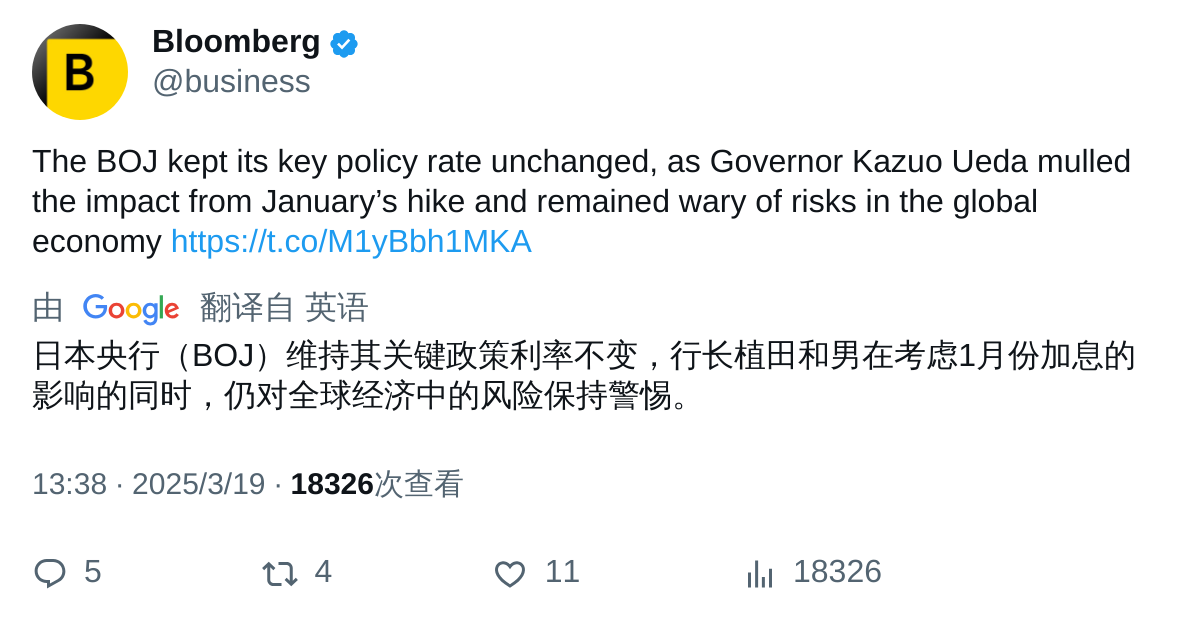 B
Bloomberg
@business
The BOJ kept its key policy rate unchanged, as Governor Kazuo Ueda mulled
the impact from January’s hike and remained wary of risks in the global
economy https://t.co/M1yBbh1MKA
由 Google 翻译自 英语
日本央行（BOJ）维持其关键政策利率不变，行长植田和男在考虑1月份加息的
影响的同时，仍对全球经济中的风险保持警惕。
13:38 · 2025/3/19 · 18326次查看
5 4 11 18326